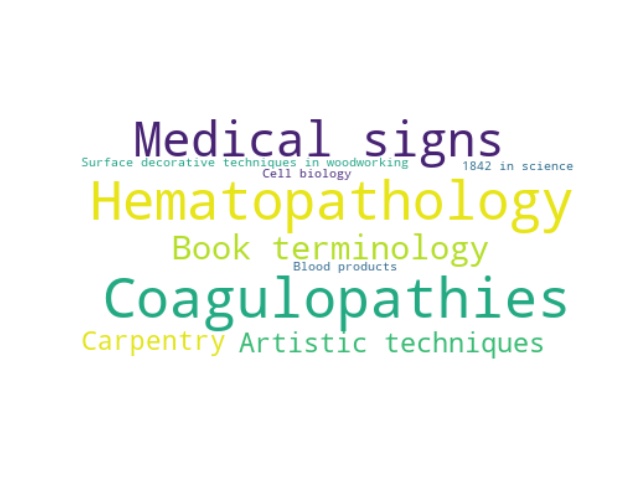 Medical signs
Surface decorative techniques in woodworking
1842 in science
Cell biology
Hematopathology
Book terminology
Blood products
Coagulopathies
Carpentry
Artistic techniques